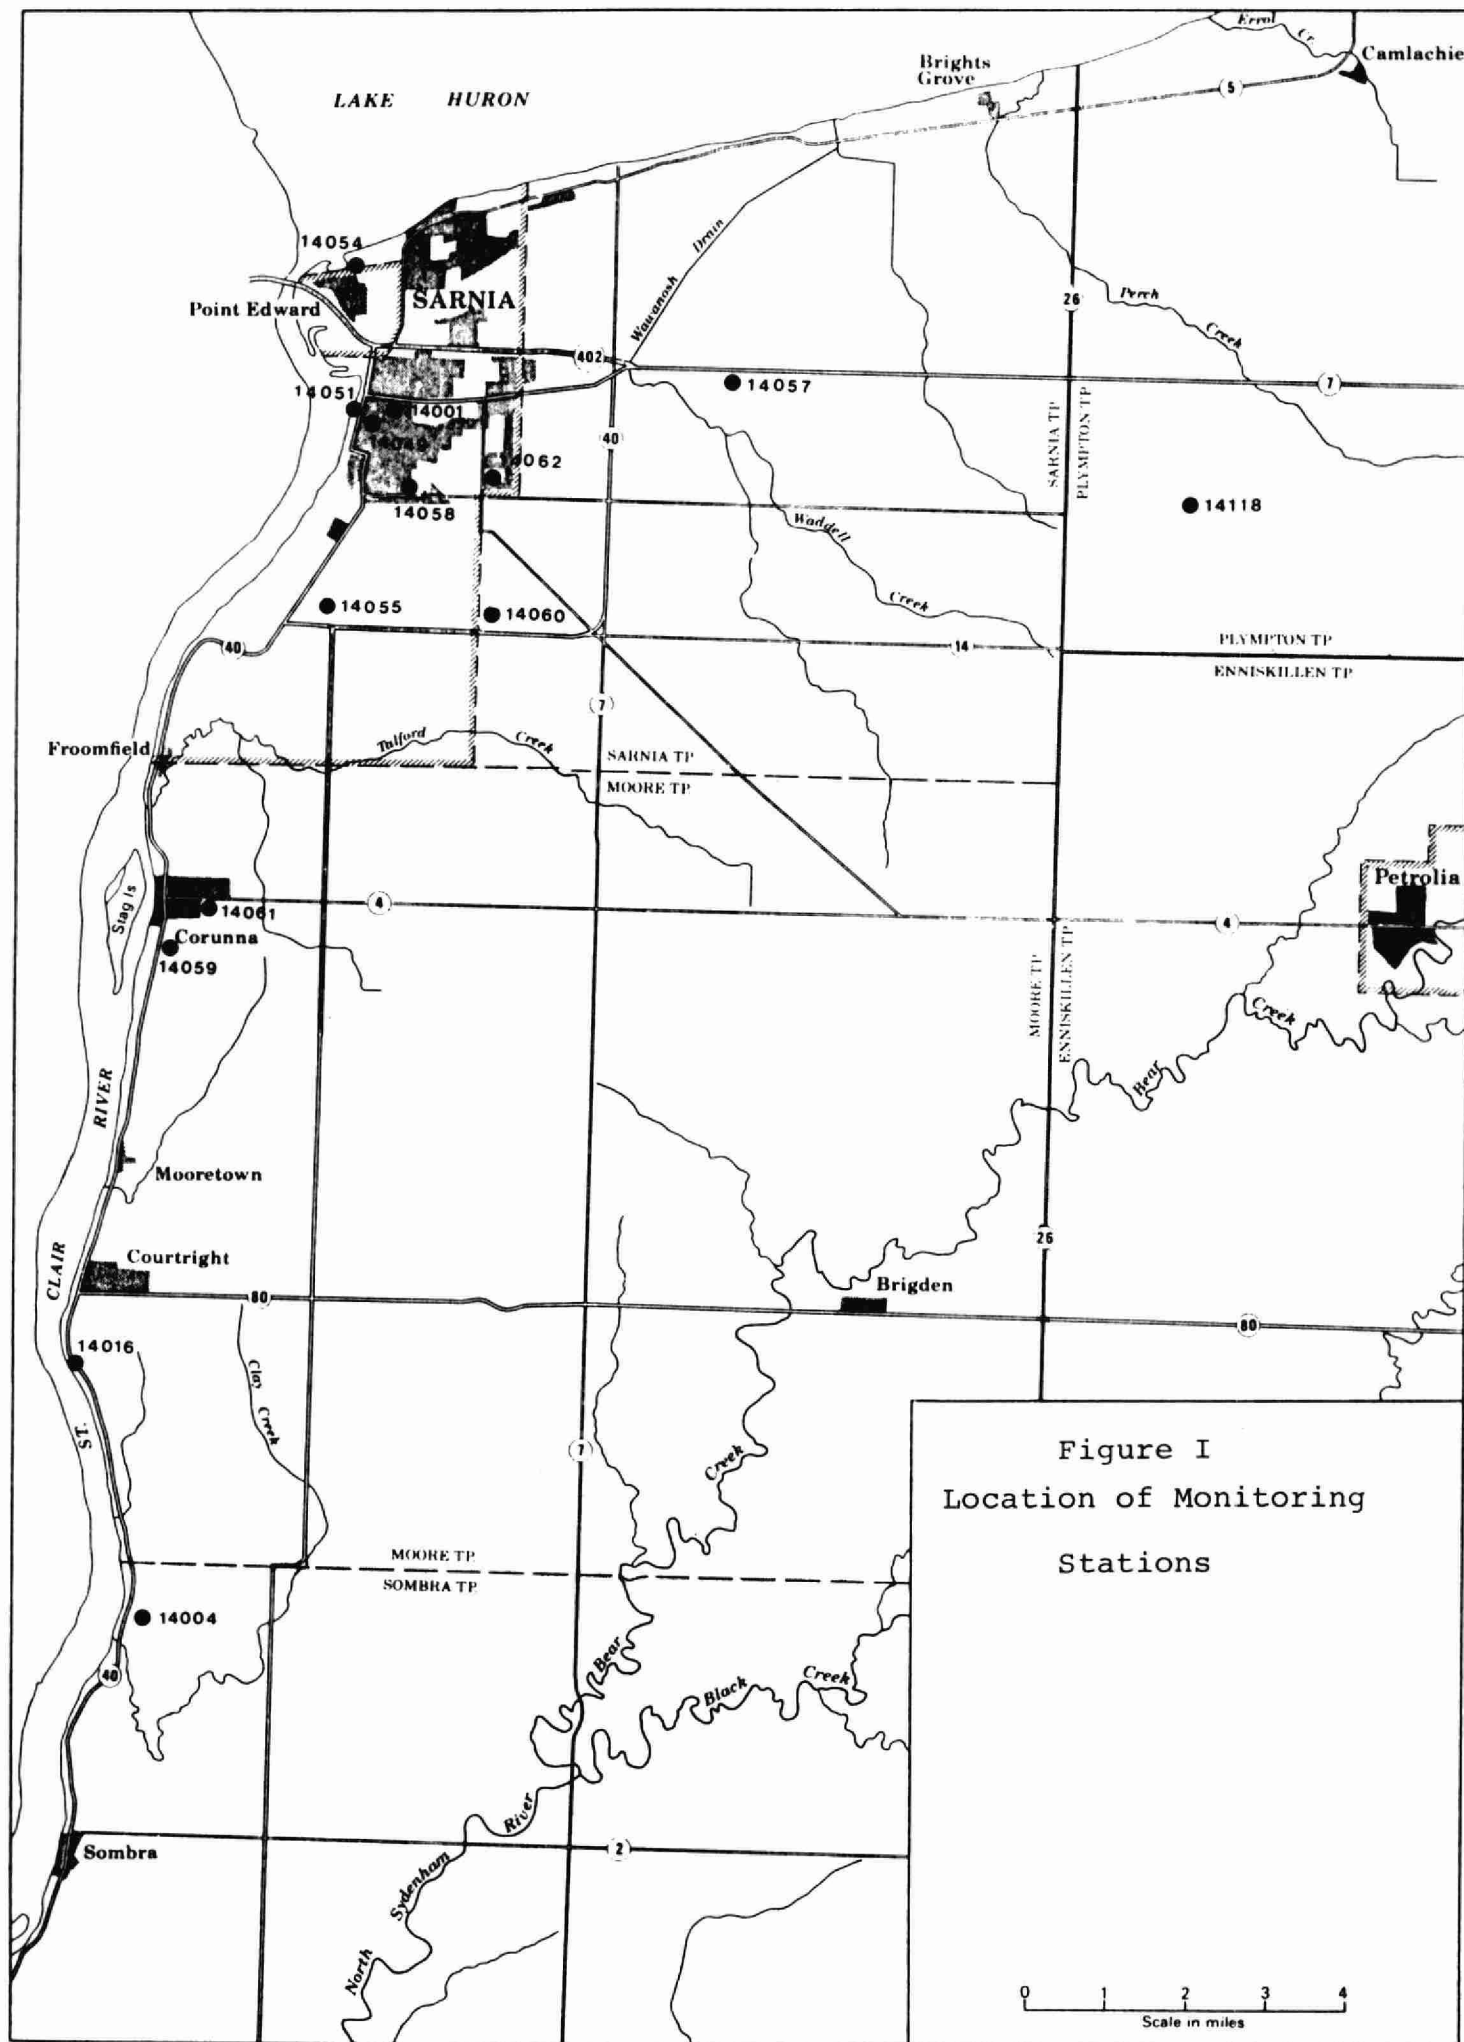 Errol Cr.
Camlachie
Brights
Grove
5
LAKE HURON
14054
Wawanosh Drain
Point Edward
SARNIA
26
Perch Creek
402
14057
7
14051
14001
40
SARNIA TP
PLYMPTON TP
14049
14062
14058
14118
Waddell Creek
14055
14060
40
14
PLYMPTON TP
ENNISKILLEN TP
7
Froomfield
Talford Creek
SARNIA TP
MOORE TP
Petrolia
Stag Is
14061
4
4
Corunna
14059
MOORE TP
ENNISKILLEN TP
Bear Creek
ST. CLAIR RIVER
Mooretown
26
Courtright
Brigden
80
80
14016
Clay Creek
7
Creek
Figure I
Location of Monitoring
Stations
MOORE TP
SOMBRA TP
14004
40
Bear
Black Creek
North Sydenham River
Sombra
2
0 1 2 3 4
Scale in miles